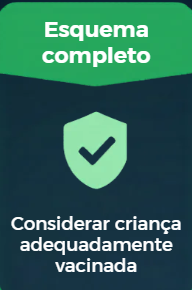 Esquema
completo
Considerar criança
adequadamente
vacinada